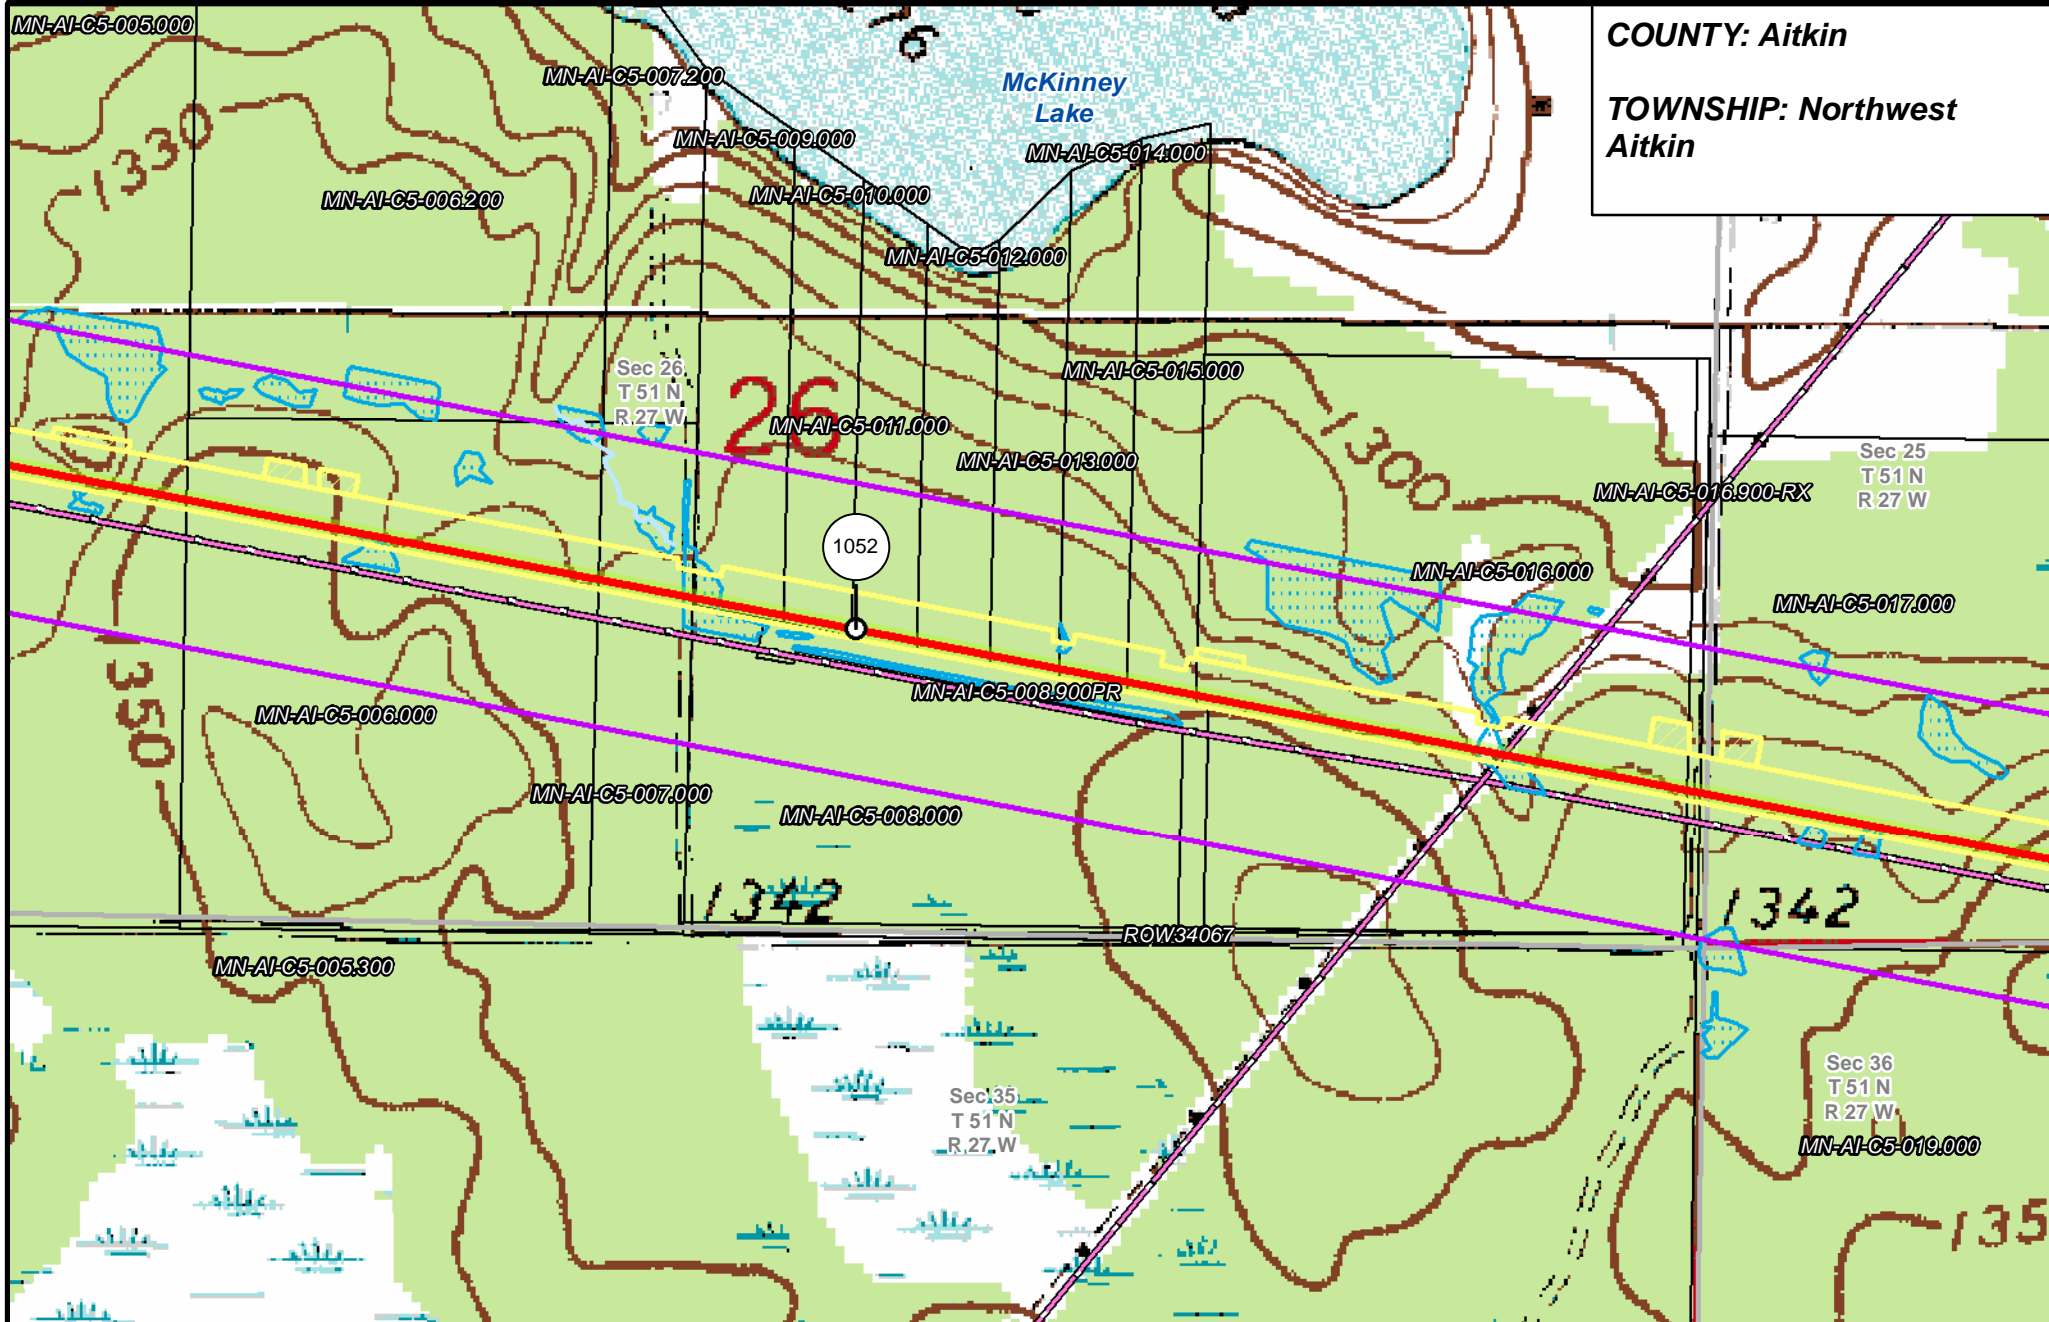 MN-AI-C5-005.000
COUNTY: Aitkin
TOWNSHIP: Northwest
Aitkin
MN-AI-C5-007.200
McKinney
Lake
MN-AI-C5-009.000
MN-AI-C5-014.000
1330
MN-AI-C5-006.200
MN-AI-C5-010.000
MN-AI-C5-012.000
Sec 26
T 51 N
R 27 W
26
MN-AI-C5-015.000
MN-AI-C5-011.000
MN-AI-C5-013.000
1300
Sec 25
T 51 N
R 27 W
MN-AI-C5-016.900-RX
1052
MN-AI-C5-016.000
MN-AI-C5-017.000
1350
MN-AI-C5-008.900PR
MN-AI-C5-006.000
MN-AI-C5-007.000
MN-AI-C5-008.000
1342
1342
ROW34067
MN-AI-C5-005.300
Sec 35
T 51 N
R 27 W
Sec 36
T 51 N
R 27 W
MN-AI-C5-019.000
135